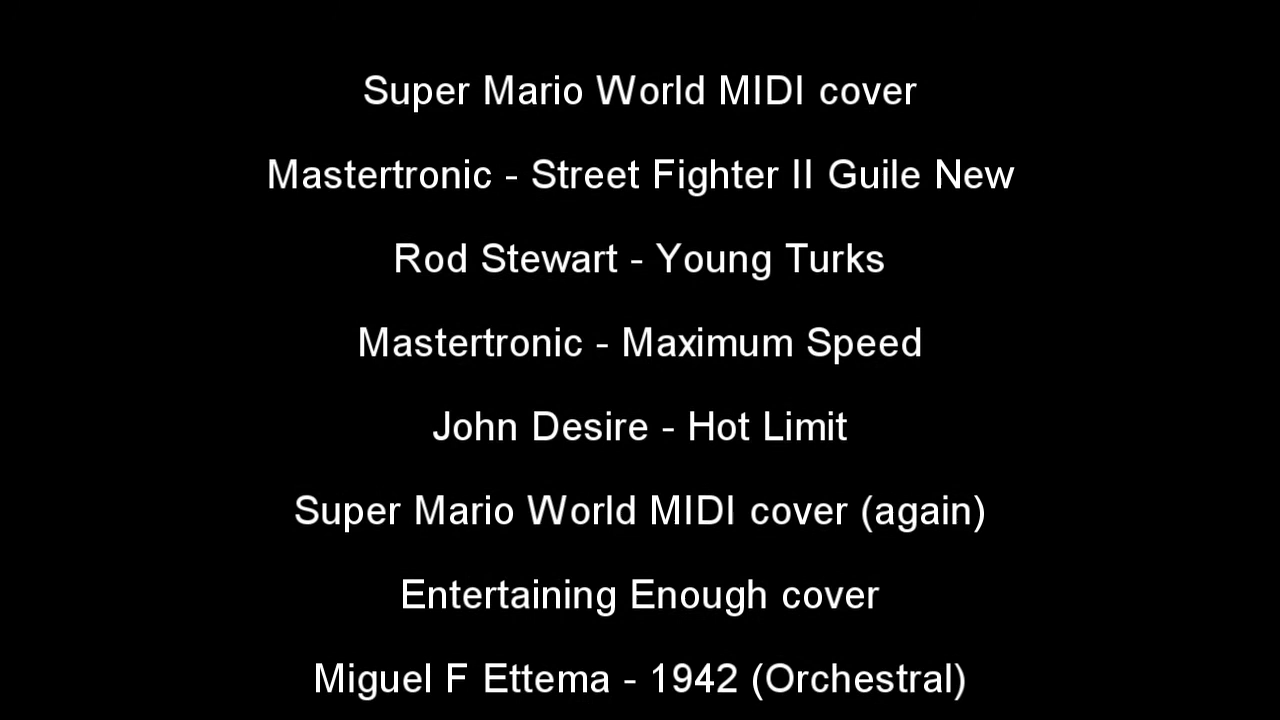 Super Mario World MIDI cover
Mastertronic - Street Fighter II Guile New
Rod Stewart - Young Turks
Mastertronic - Maximum Speed
John Desire - Hot Limit
Super Mario World MIDI cover (again)
Entertaining Enough cover
Miguel F Ettema - 1942 (Orchestral)